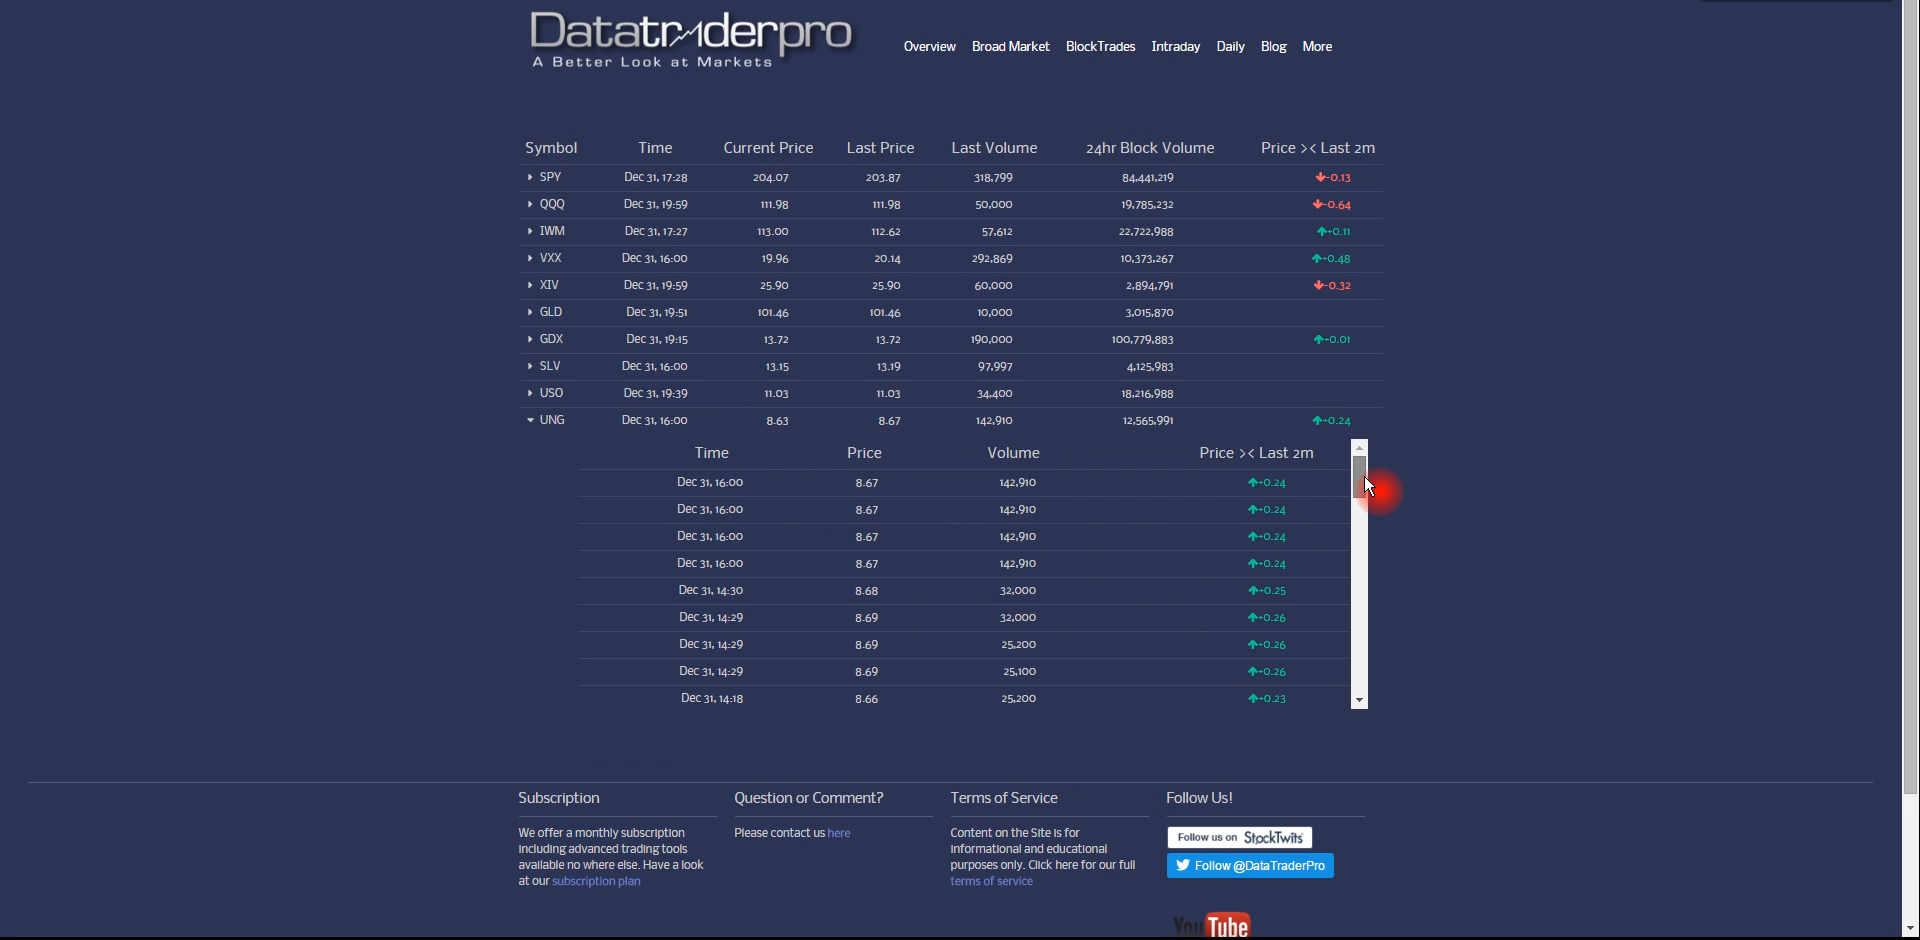 Datatraderpro
A Better Look at Markets
Overview Broad Market BlockTrades Intraday Daily Blog More
Symbol Time Current Price Last Price Last Volume 24hr Block Volume Price >< Last 2m
SPY Dec 31, 17:28 204.07 203.87 318,799 84,441,219 -0.13
QQQ Dec 31, 19:59 111.98 111.98 50,000 19,785,232 -0.64
IWM Dec 31, 17:27 113.00 112.62 57,612 22,722,988 +0.11
VXX Dec 31, 16:00 19.96 20.14 292,869 10,373,267 +0.48
XIV Dec 31, 19:59 25.90 25.90 60,000 2,894,791 -0.32
GLD Dec 31, 19:51 101.46 101.46 10,000 3,015,870
GDX Dec 31, 19:15 13.72 13.72 190,000 100,779,883 +0.01
SLV Dec 31, 16:00 13.15 13.19 97,997 4,125,983
USO Dec 31, 19:39 11.03 11.03 34,400 18,216,988
UNG Dec 31, 16:00 8.63 8.67 142,910 12,565,991 +0.24
Time Price Volume Price >< Last 2m
Dec 31, 16:00 8.67 142,910 +0.24
Dec 31, 16:00 8.67 142,910 +0.24
Dec 31, 16:00 8.67 142,910 +0.24
Dec 31, 16:00 8.67 142,910 +0.24
Dec 31, 14:30 8.68 32,000 +0.25
Dec 31, 14:29 8.69 32,000 +0.26
Dec 31, 14:29 8.69 25,200 +0.26
Dec 31, 14:29 8.69 25,100 +0.26
Dec 31, 14:18 8.66 25,200 +0.23
Subscription
We offer a monthly subscription
including advanced trading tools
available no where else. Have a look
at our subscription plan
Question or Comment?
Please contact us here
Terms of Service
Content on the Site is for
informational and educational
purposes only. Click here for our full
terms of service
Follow Us!
Follow us on StockTwits
Follow @DataTraderPro
YouTube